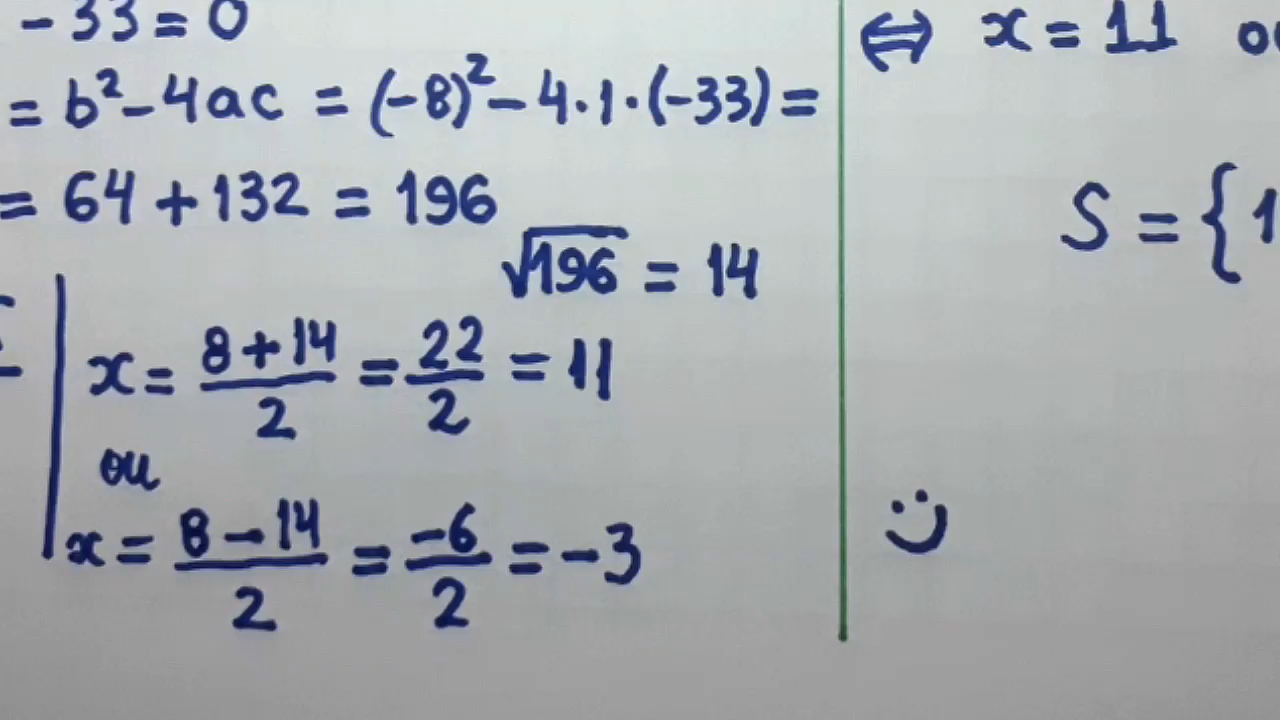 - 33 = 0
= b² - 4ac = (-8)² - 4·1·(-33) =
= 64 + 132 = 196
√196 = 14
x = (8 + 14)/2 = 22/2 = 11
ou
x = (8 - 14)/2 = -6/2 = -3
⇔ x = 11
S = {1